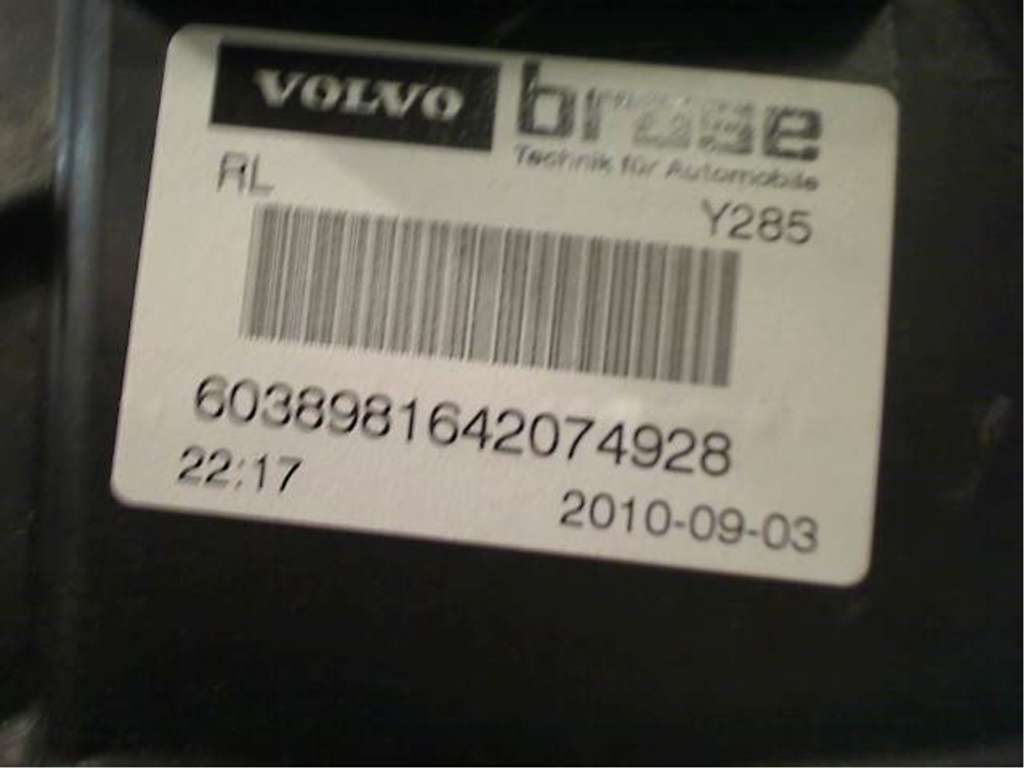 VOLVO brose
Technik für Automobile
RL
Y285
6038981642074928
22:17
2010-09-03